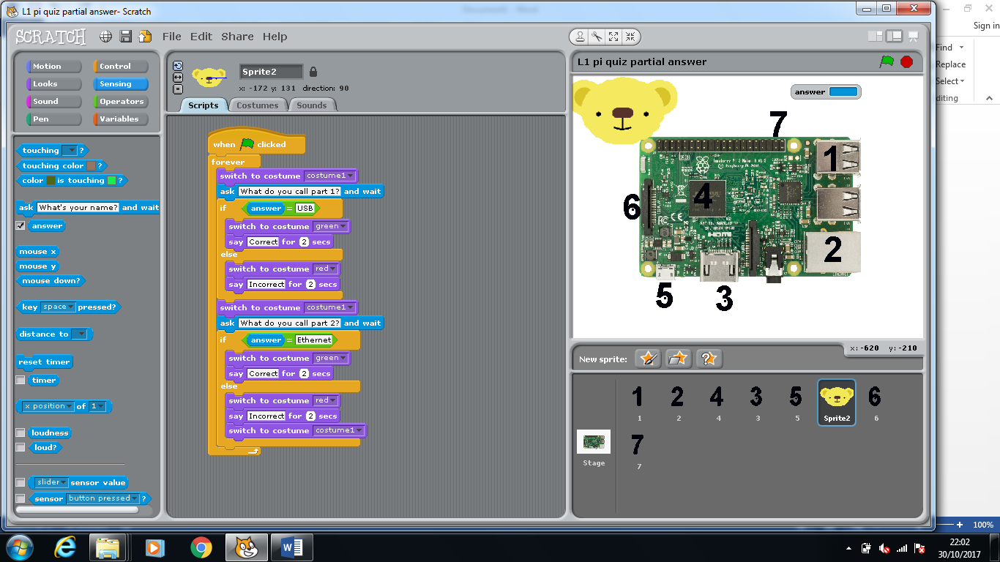 L1 pi quiz partial answer- Scratch
Sign in
SCRATCH
File Edit Share Help
Find
Replace
Select
diting
Motion Control
Looks Sensing
Sound Operators
Pen Variables
Sprite2
x: -172 y: 131 direction: 90
Scripts Costumes Sounds
touching ?
touching color ?
color is touching ?
ask What's your name? and wait
answer
mouse x
mouse y
mouse down?
key space pressed?
distance to
reset timer
timer
x position of 1
loudness
loud?
slider sensor value
sensor button pressed ?
when clicked
forever
switch to costume costume1
ask What do you call part 1? and wait
if answer = USB
switch to costume green
say Correct for 2 secs
else
switch to costume red
say Incorrect for 2 secs
switch to costume costume1
ask What do you call part 2? and wait
if answer = Ethernet
switch to costume green
say Correct for 2 secs
else
switch to costume red
say Incorrect for 2 secs
switch to costume costume1
L1 pi quiz partial answer
answer
7
1
4
6
2
5
3
HDMI
x: -620 y: -210
New sprite:
1 2 4 3 5 6
1 2 4 3 5 Sprite2 6
7
Stage
7
100%
22:02
30/10/2017